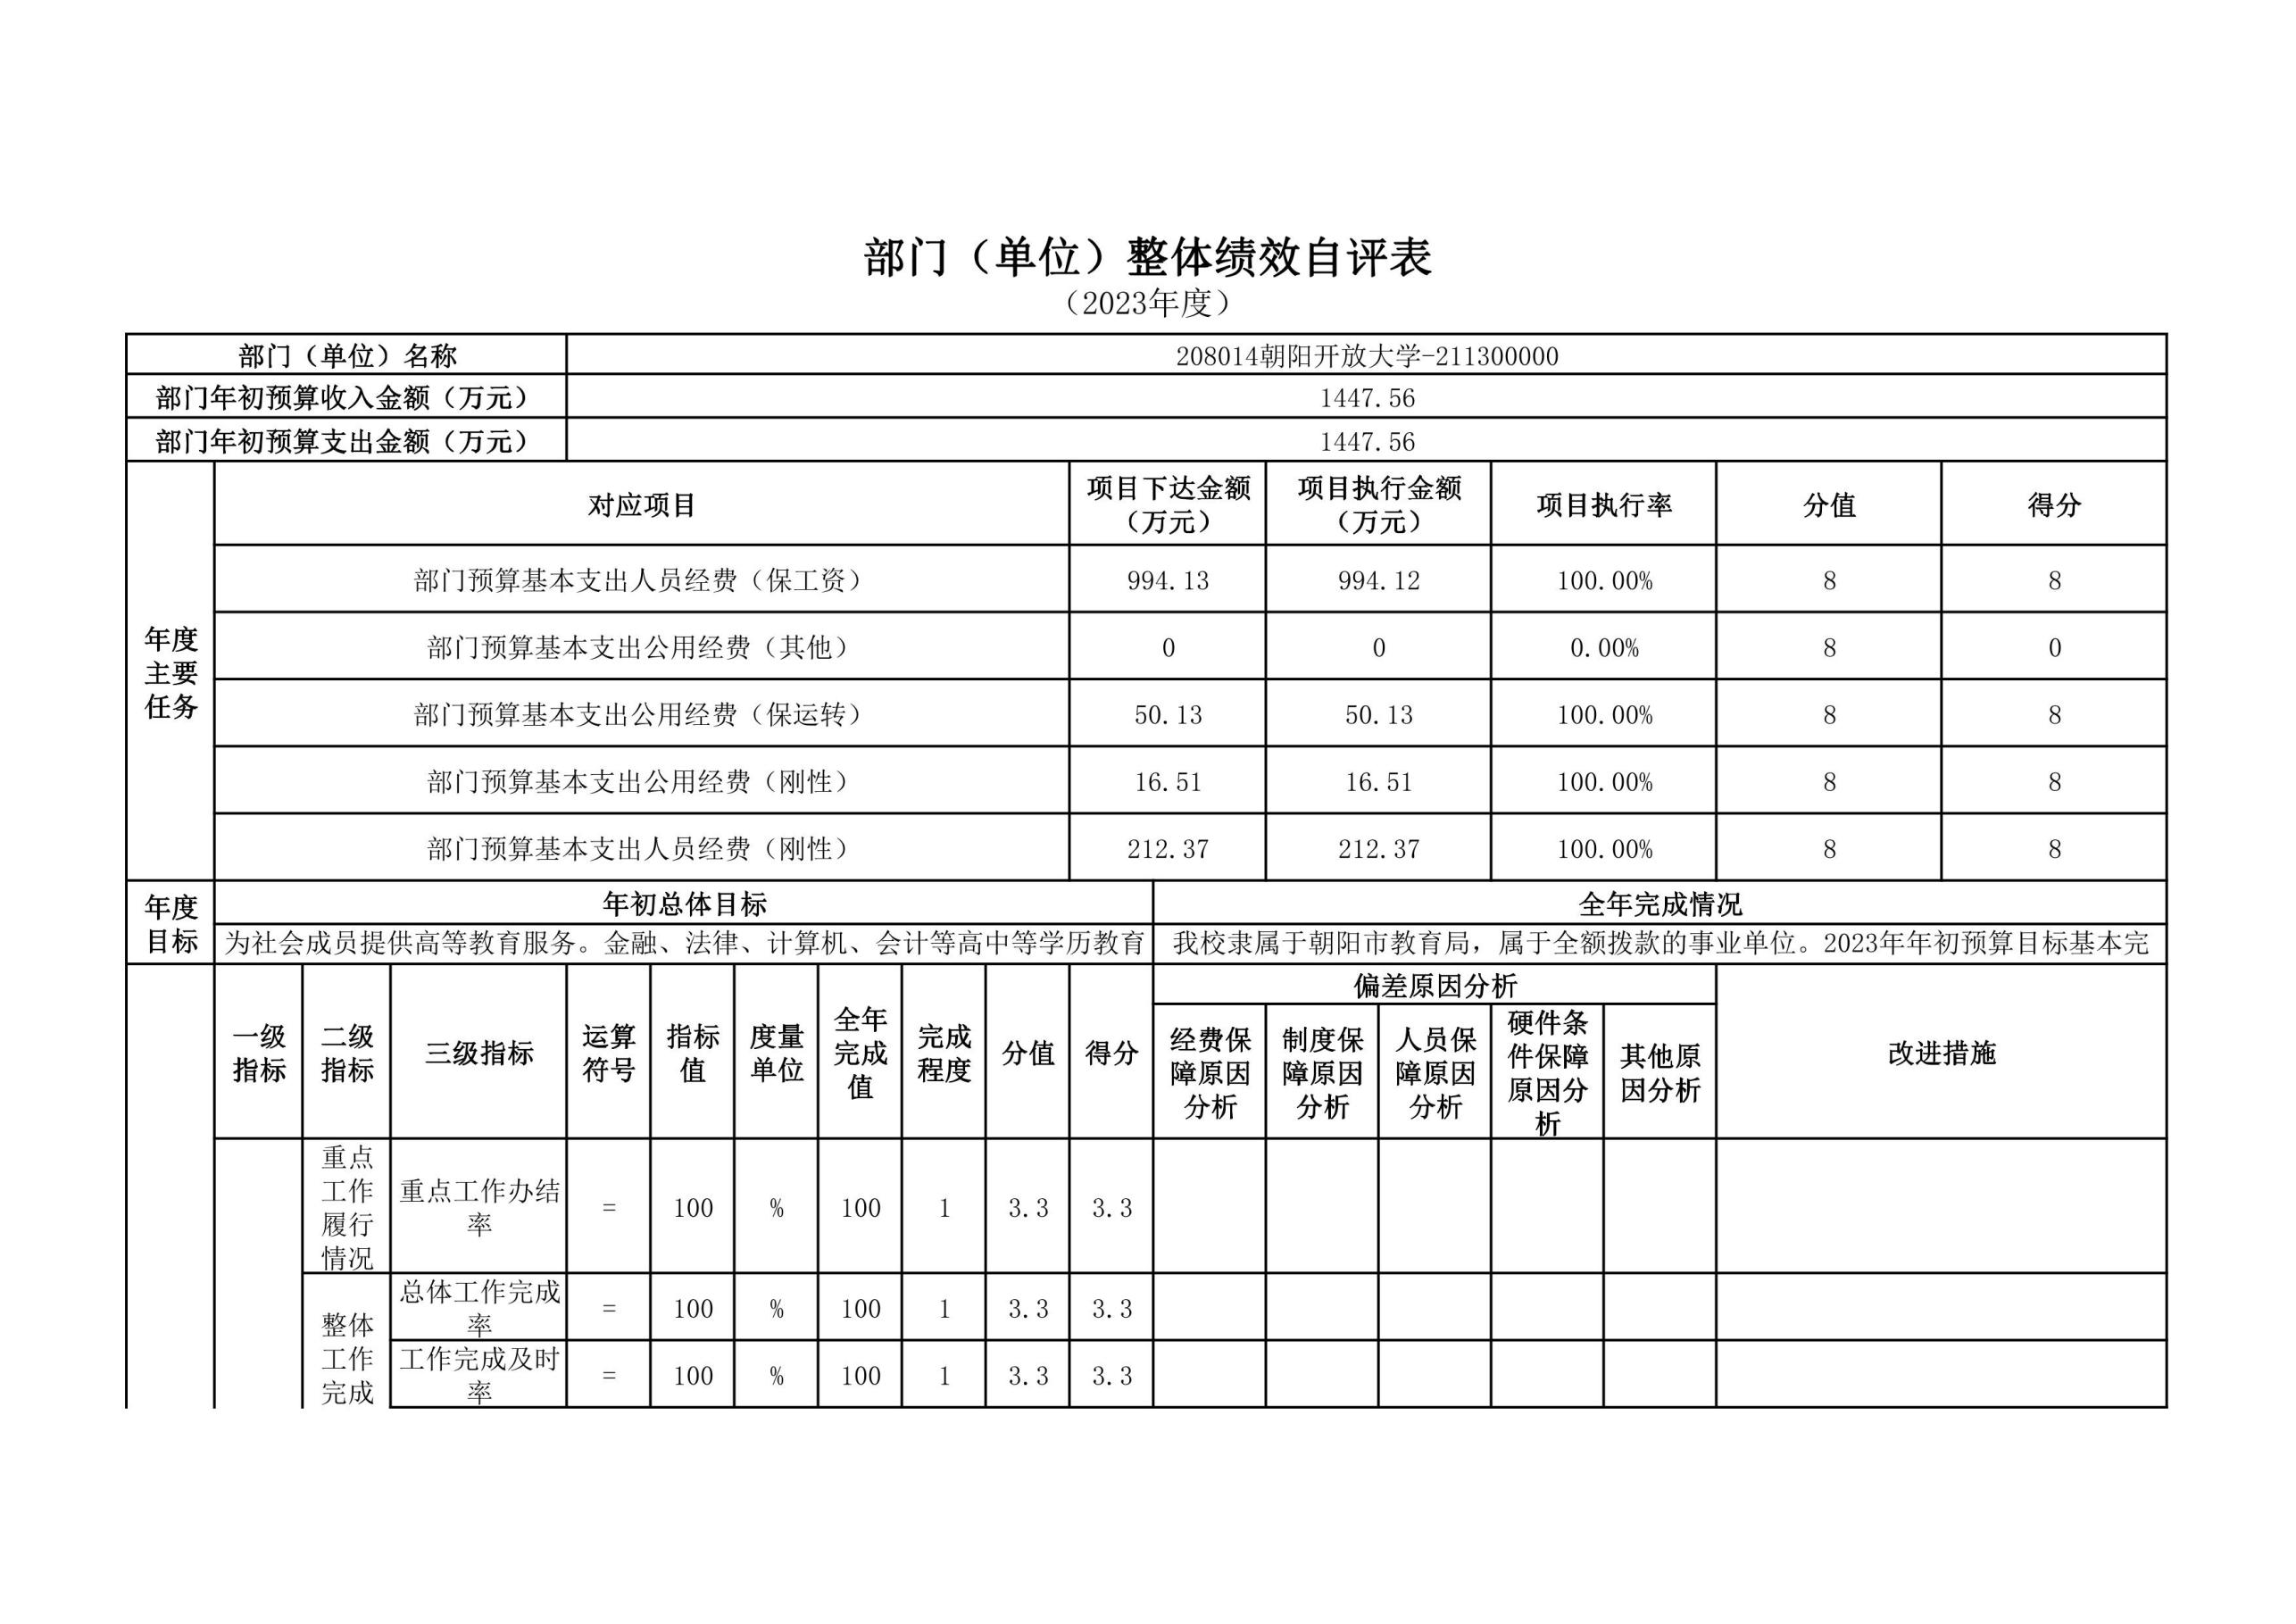 部门（单位）整体绩效自评表
（2023年度）
部门（单位）名称 208014朝阳开放大学-211300000
部门年初预算收入金额（万元） 1447.56
部门年初预算支出金额（万元） 1447.56
年度主要任务 对应项目 项目下达金额（万元） 项目执行金额（万元） 项目执行率 分值 得分
部门预算基本支出人员经费（保工资） 994.13 994.12 100.00% 8 8
部门预算基本支出公用经费（其他） 0 0 0.00% 8 0
部门预算基本支出公用经费（保运转） 50.13 50.13 100.00% 8 8
部门预算基本支出公用经费（刚性） 16.51 16.51 100.00% 8 8
部门预算基本支出人员经费（刚性） 212.37 212.37 100.00% 8 8
年度目标 年初总体目标 全年完成情况
为社会成员提供高等教育服务。金融、法律、计算机、会计等高中等学历教育 我校隶属于朝阳市教育局，属于全额拨款的事业单位。2023年年初预算目标基本完
一级指标 二级指标 三级指标 运算符号 指标值 度量单位 全年完成值 完成程度 分值 得分 偏差原因分析 改进措施
经费保障原因分析 制度保障原因分析 人员保障原因分析 硬件条件保障原因分析 其他原因分析
重点工作履行情况 重点工作办结率 = 100 % 100 1 3.3 3.3
整体工作完成 总体工作完成率 = 100 % 100 1 3.3 3.3
工作完成及时率 = 100 % 100 1 3.3 3.3